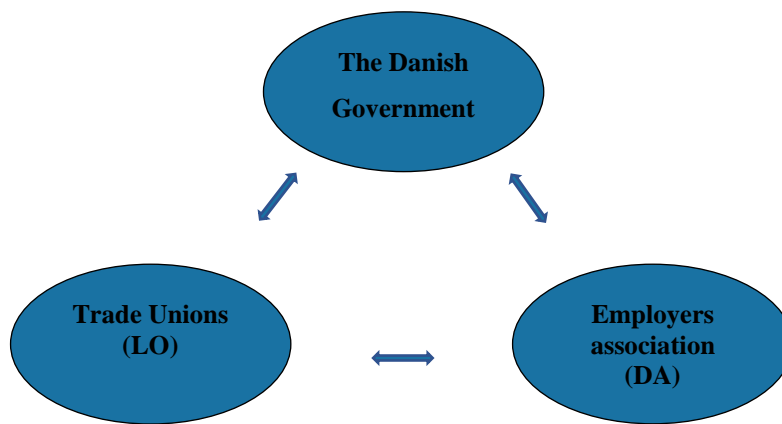 The Danish
Government
Trade Unions
(LO)
Employers
association
(DA)